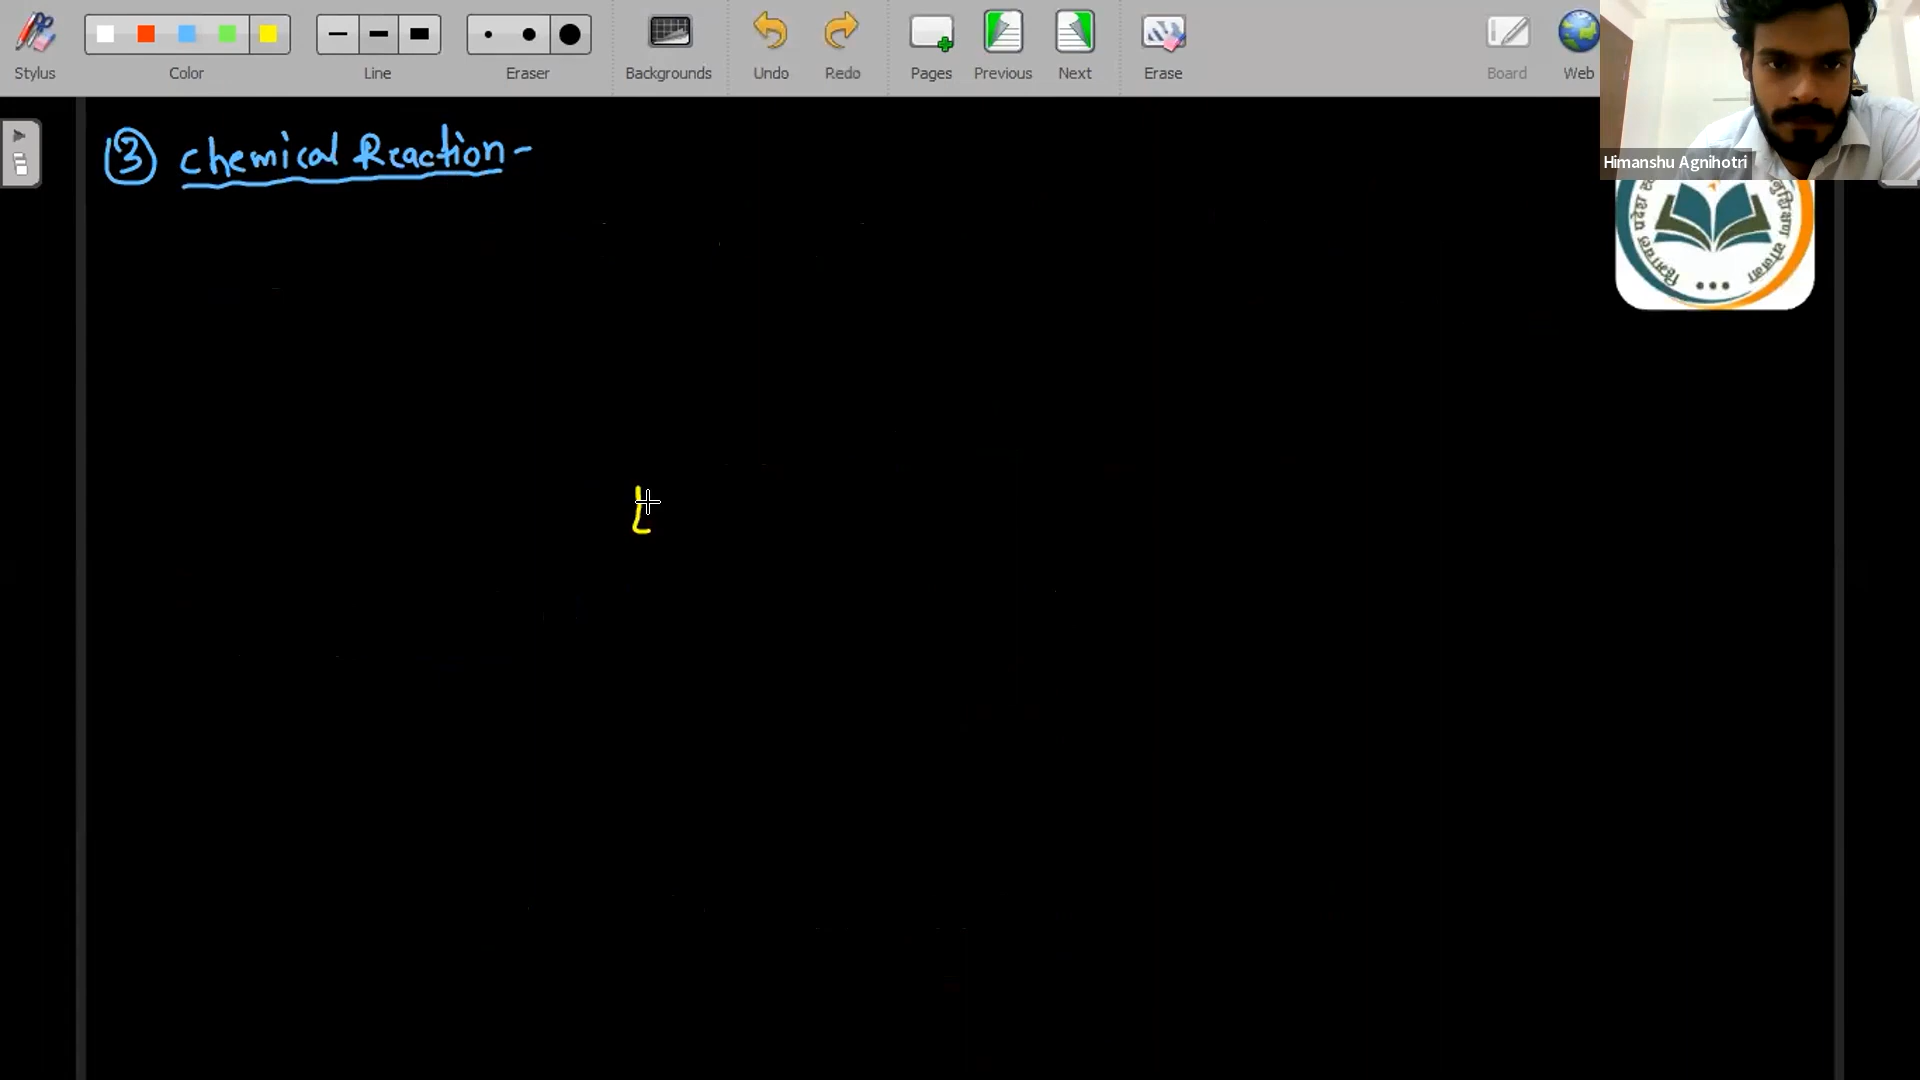 Stylus
Color
Line
Eraser
Backgrounds
Undo
Redo
Pages
Previous
Next
Erase
Board
Web
Himanshu Agnihotri
③ Chemical Reaction-
L